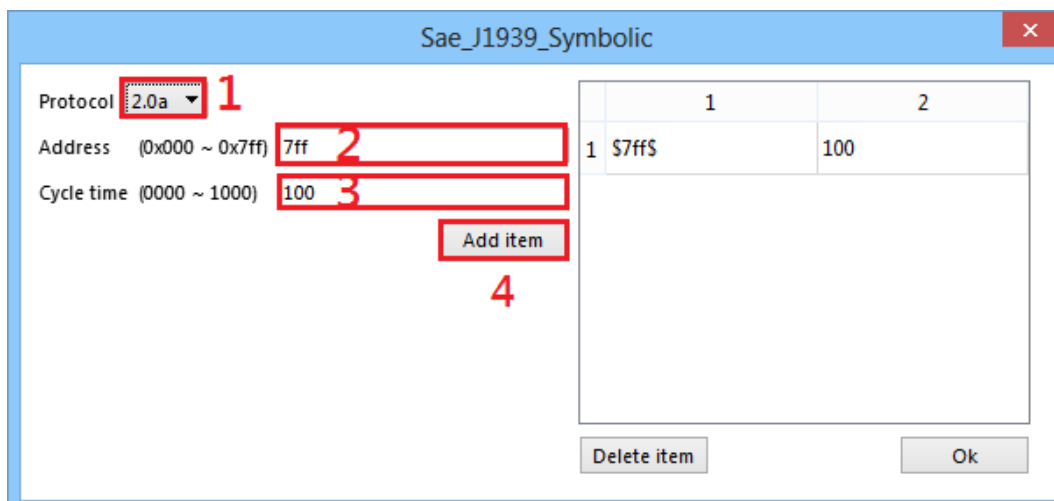 Sae_J1939_Symbolic
×
Protocol 2.0a 1
Address (0x000 ~ 0x7ff) 7ff 2
Cycle time (0000 ~ 1000) 100 3
Add item
4
1 2
1 $7ff$ 100
Delete item Ok